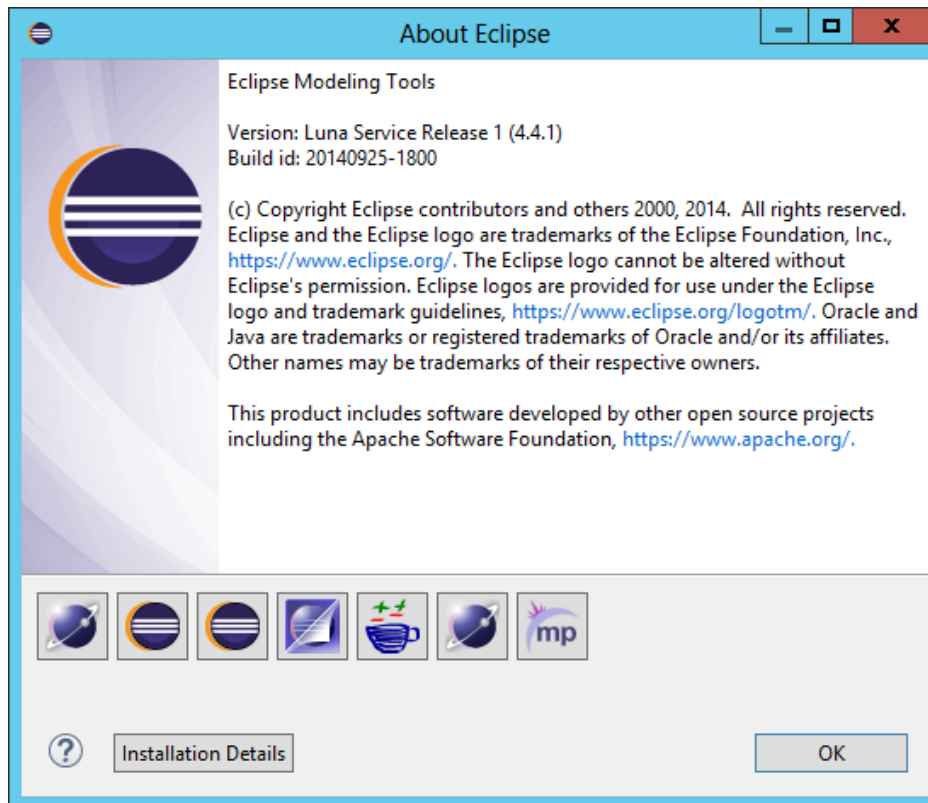 About Eclipse
Eclipse Modeling Tools
Version: Luna Service Release 1 (4.4.1)
Build id: 20140925-1800
(c) Copyright Eclipse contributors and others 2000, 2014.  All rights reserved.
Eclipse and the Eclipse logo are trademarks of the Eclipse Foundation, Inc.,
https://www.eclipse.org/. The Eclipse logo cannot be altered without
Eclipse's permission. Eclipse logos are provided for use under the Eclipse
logo and trademark guidelines, https://www.eclipse.org/logotm/. Oracle and
Java are trademarks or registered trademarks of Oracle and/or its affiliates.
Other names may be trademarks of their respective owners.
This product includes software developed by other open source projects
including the Apache Software Foundation, https://www.apache.org/.
mp
? Installation Details OK